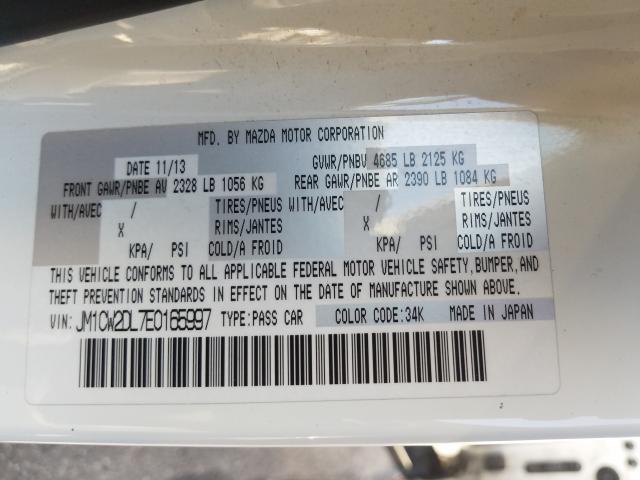 MFD. BY MAZDA MOTOR CORPORATION
DATE 11/13 GVWR/PNBV 4685 LB 2125 KG
FRONT GAWR/PNBE AV 2328 LB 1056 KG REAR GAWR/PNBE AR 2390 LB 1084 KG
WITH/AVEC / TIRES/PNEUS WITH/AVEC / TIRES/PNEUS
X RIMS/JANTES X RIMS/JANTES
KPA/ PSI COLD/A FROID KPA/ PSI COLD/A FROID
THIS VEHICLE CONFORMS TO ALL APPLICABLE FEDERAL MOTOR VEHICLE SAFETY,BUMPER,AND
THEFT PREVENTION STANDARDS IN EFFECT ON THE DATE OF MANUFACTURE SHOWN ABOVE.
VIN: JM1CW2DL7E0165997 TYPE:PASS CAR COLOR CODE:34K MADE IN JAPAN
2